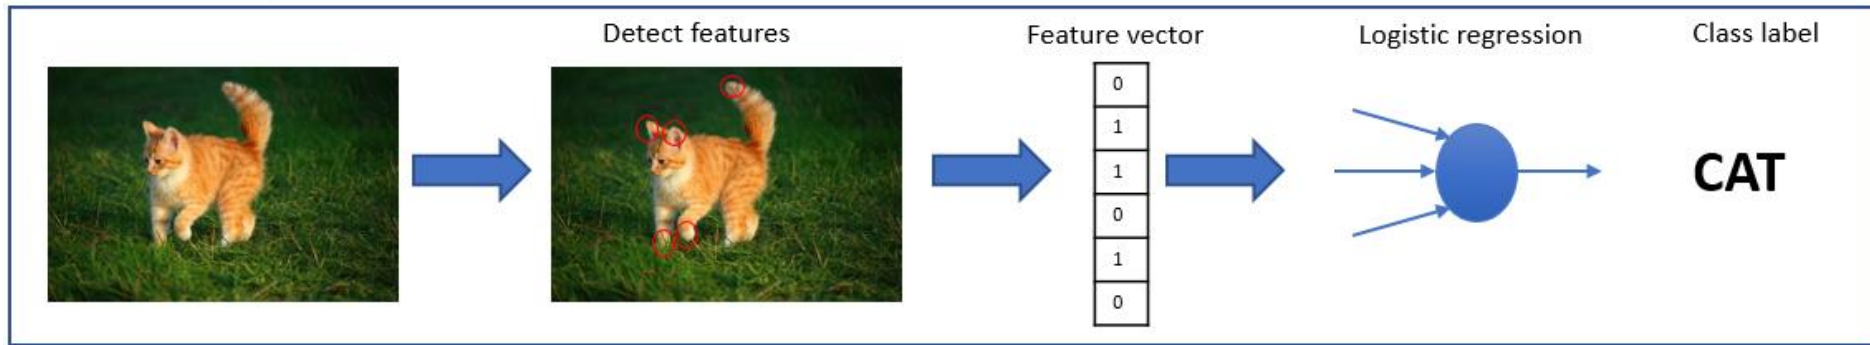 Detect features
Feature vector
Logistic regression
Class label
0
1
1
0
1
0
CAT